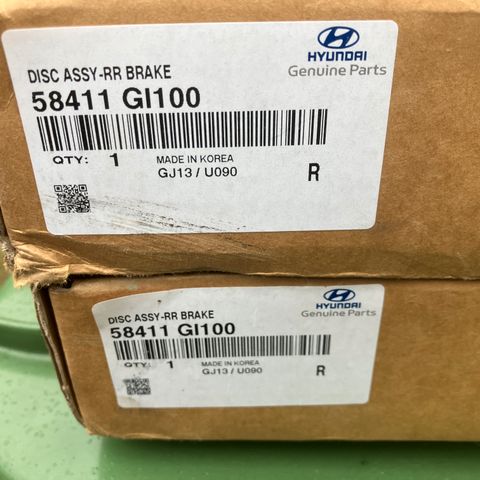 HYUNDAI
Genuine Parts
DISC ASSY-RR BRAKE
58411 GI100
QTY: 1 MADE IN KOREA
GJ13 / U090 R
HYUNDAI
Genuine Parts
DISC ASSY-RR BRAKE
58411 GI100
QTY: 1 MADE IN KOREA
GJ13 / U090 R